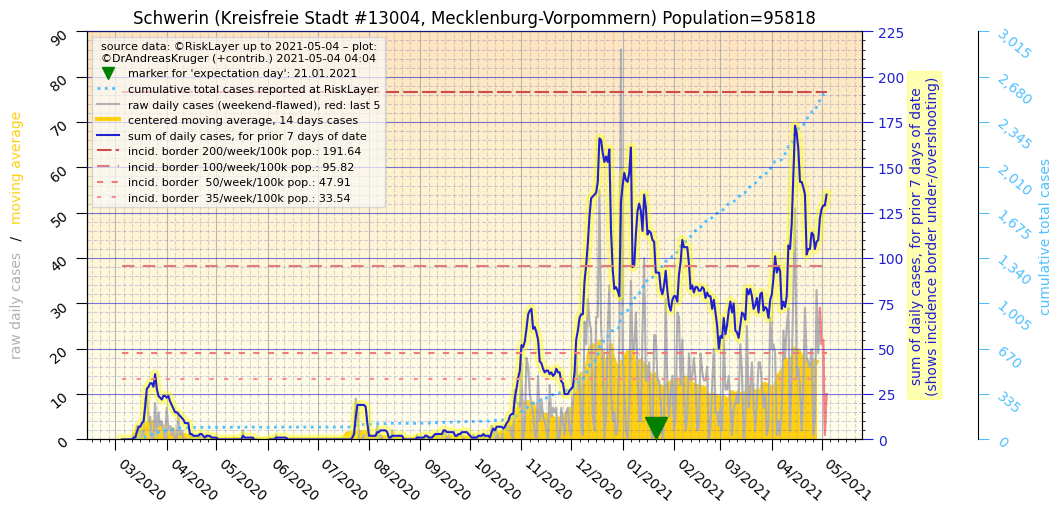 Schwerin (Kreisfreie Stadt #13004, Mecklenburg-Vorpommern) Population=95818
source data: ©RiskLayer up to 2021-05-04 – plot:
©DrAndreasKruger (+contrib.) 2021-05-04 04:04
marker for 'expectation day': 21.01.2021
cumulative total cases reported at RiskLayer
raw daily cases (weekend-flawed), red: last 5
centered moving average, 14 days cases
sum of daily cases, for prior 7 days of date
incid. border 200/week/100k pop.: 191.64
incid. border 100/week/100k pop.: 95.82
incid. border  50/week/100k pop.: 47.91
incid. border  35/week/100k pop.: 33.54
raw daily cases / moving average
90
80
70
60
50
40
30
20
10
0
03/2020
04/2020
05/2020
06/2020
07/2020
08/2020
09/2020
10/2020
11/2020
12/2020
01/2021
02/2021
03/2021
04/2021
05/2021
225
200
175
150
125
100
75
50
25
0
sum of daily cases, for prior 7 days of date
(shows incidence border under-/overshooting)
3,015
2,680
2,345
2,010
1,675
1,340
1,005
670
335
0
cumulative total cases